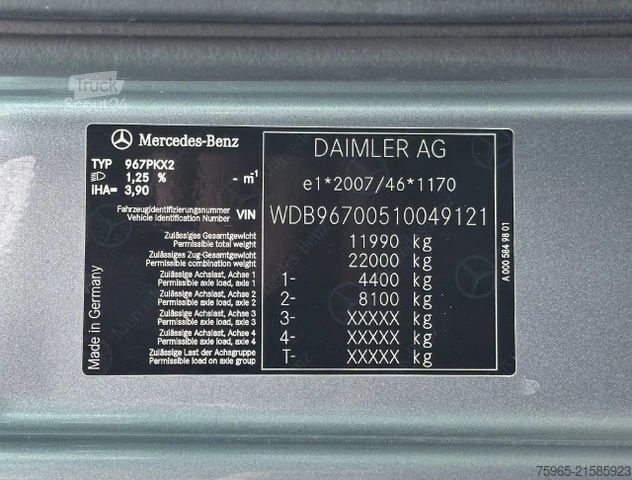 Truck
Scout24
Mercedes-Benz
TYP 967PKX2
1,25 % - m⁻¹
iHA= 3,90
Fahrzeugidentifizierungsnummer
Vehicle Identification Number VIN
Zulässiges Gesamtgewicht
Permissible total weight
Zulässiges Zug-Gesamtgewicht
Permissible combination weight
Zulässige Achslast, Achse 1
Permissible axle load, axle 1
Zulässige Achslast, Achse 2
Permissible axle load, axle 2
Zulässige Achslast, Achse 3
Permissible axle load, axle 3
Zulässige Achslast, Achse 4
Permissible axle load, axle 4
Zulässige Last der Achsgruppe
Permissible load on axle group
Made in Germany
DAIMLER AG
e1*2007/46*1170
WDB96700510049121
11990 kg
22000 kg
1- 4400 kg
2- 8100 kg
3- XXXXX kg
4- XXXXX kg
T- XXXXX kg
A 000 584 98 01
75965-21585923